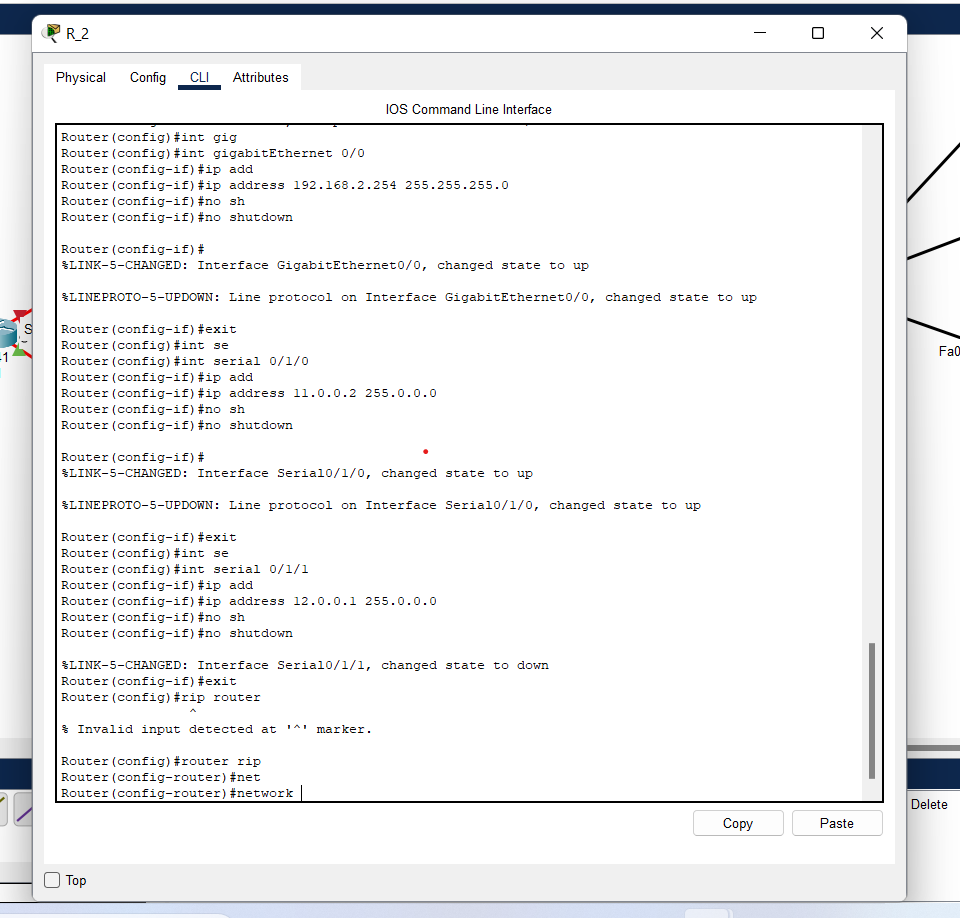 R_2
Physical Config CLI Attributes
IOS Command Line Interface
Router(config)#int gig
Router(config)#int gigabitEthernet 0/0
Router(config-if)#ip add
Router(config-if)#ip address 192.168.2.254 255.255.255.0
Router(config-if)#no sh
Router(config-if)#no shutdown
Router(config-if)#
%LINK-5-CHANGED: Interface GigabitEthernet0/0, changed state to up
%LINEPROTO-5-UPDOWN: Line protocol on Interface GigabitEthernet0/0, changed state to up
Router(config-if)#exit
Router(config)#int se
Router(config)#int serial 0/1/0
Router(config-if)#ip add
Router(config-if)#ip address 11.0.0.2 255.0.0.0
Router(config-if)#no sh
Router(config-if)#no shutdown
Router(config-if)#
%LINK-5-CHANGED: Interface Serial0/1/0, changed state to up
%LINEPROTO-5-UPDOWN: Line protocol on Interface Serial0/1/0, changed state to up
Router(config-if)#exit
Router(config)#int se
Router(config)#int serial 0/1/1
Router(config-if)#ip add
Router(config-if)#ip address 12.0.0.1 255.0.0.0
Router(config-if)#no sh
Router(config-if)#no shutdown
%LINK-5-CHANGED: Interface Serial0/1/1, changed state to down
Router(config-if)#exit
Router(config)#rip router
^
% Invalid input detected at '^' marker.
Router(config)#router rip
Router(config-router)#net
Router(config-router)#network
Copy Paste
Top
Fa0
Delete